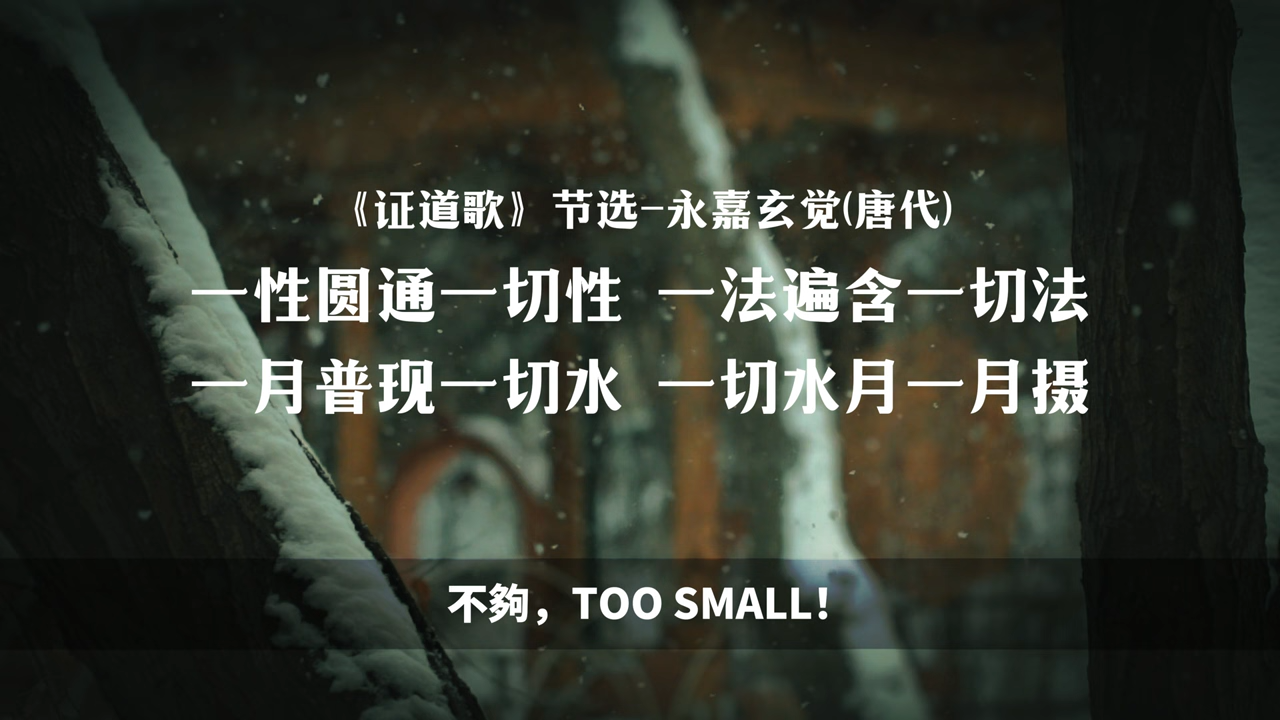 《证道歌》节选-永嘉玄觉(唐代)
一性圆通一切性 一法遍含一切法
一月普现一切水 一切水月一月摄
不夠，TOO SMALL!